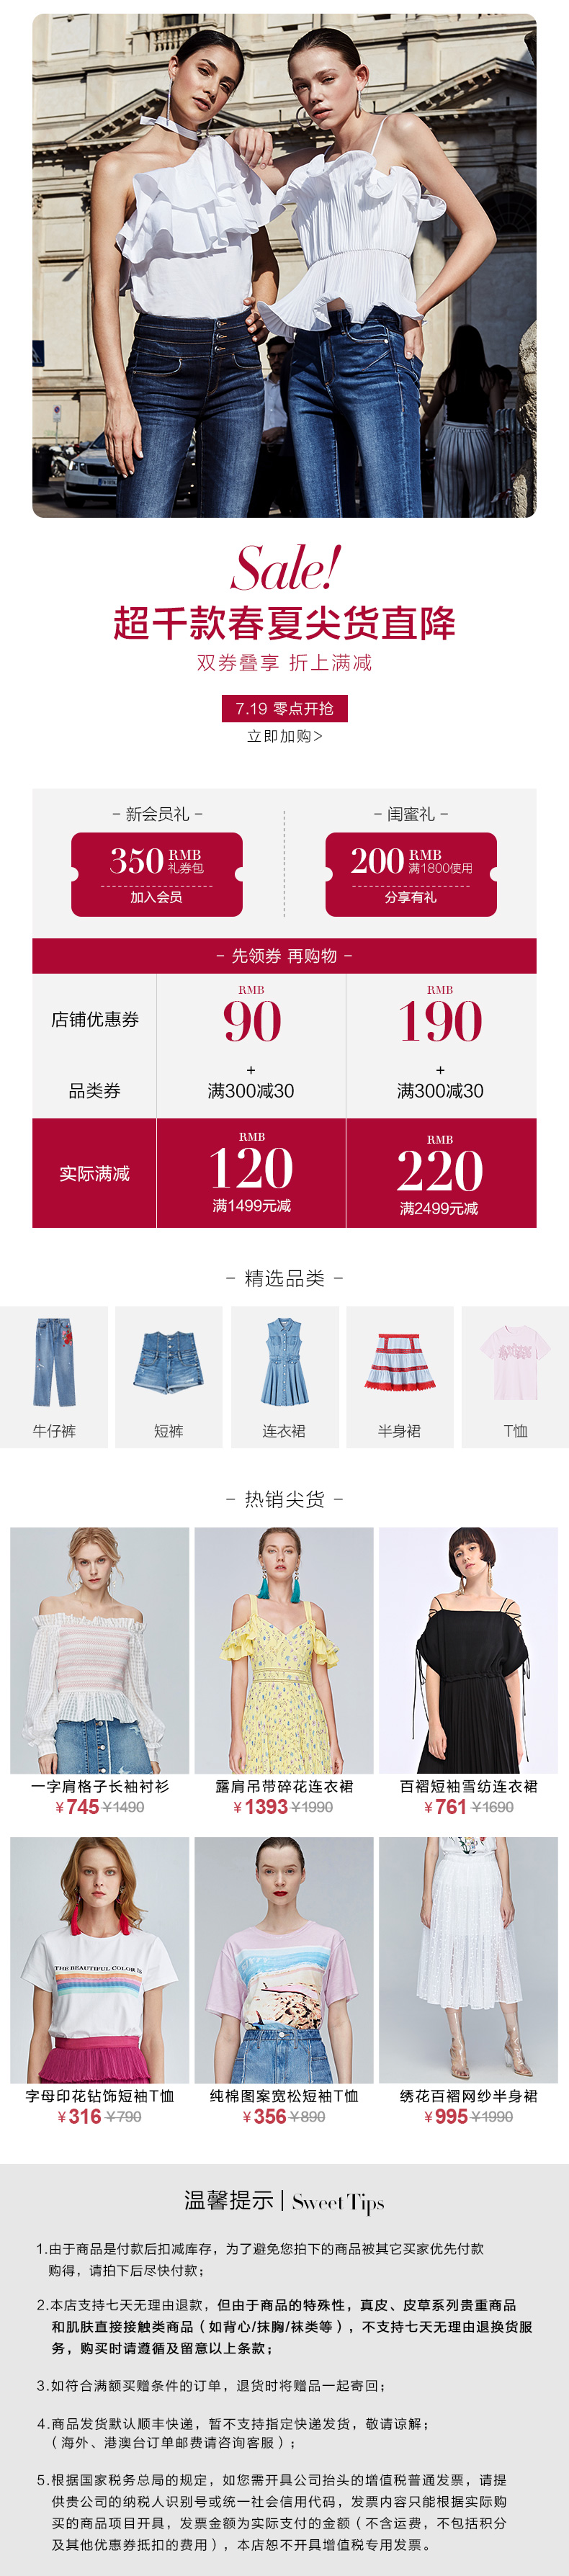 Sale!
超千款春夏尖货直降
双券叠享 折上满减
7.19 零点开抢
立即加购>
- 新会员礼 -
350 RMB 礼券包
加入会员
- 闺蜜礼 -
200 RMB 满1800使用
分享有礼
- 先领券 再购物 -
店铺优惠券
RMB
90
RMB
190
+
+
品类券
满300减30
满300减30
实际满减
RMB
120
满1499元减
RMB
220
满2499元减
- 精选品类 -
牛仔裤
短裤
连衣裙
半身裙
T恤
- 热销尖货 -
一字肩格子长袖衬衫
¥745 ¥1490
露肩吊带碎花连衣裙
¥1393 ¥1990
百褶短袖雪纺连衣裙
¥761 ¥1690
THE BEAUTIFUL COLOR IS
字母印花钻饰短袖T恤
¥316 ¥790
纯棉图案宽松短袖T恤
¥356 ¥890
绣花百褶网纱半身裙
¥995 ¥1990
温馨提示 | Sweet Tips
1.由于商品是付款后扣减库存，为了避免您拍下的商品被其它买家优先付款
购得，请拍下后尽快付款；
2.本店支持七天无理由退款，但由于商品的特殊性，真皮、皮草系列贵重商品
和肌肤直接接触类商品（如背心/抹胸/袜类等），不支持七天无理由退换货服
务，购买时请遵循及留意以上条款；
3.如符合满额买赠条件的订单，退货时将赠品一起寄回；
4.商品发货默认顺丰快递，暂不支持指定快递发货，敬请谅解；
（海外、港澳台订单邮费请咨询客服）；
5.根据国家税务总局的规定，如您需开具公司抬头的增值税普通发票，请提
供贵公司的纳税人识别号或统一社会信用代码，发票内容只能根据实际购
买的商品项目开具，发票金额为实际支付的金额（不含运费，不包括积分
及其他优惠券抵扣的费用），本店恕不开具增值税专用发票。